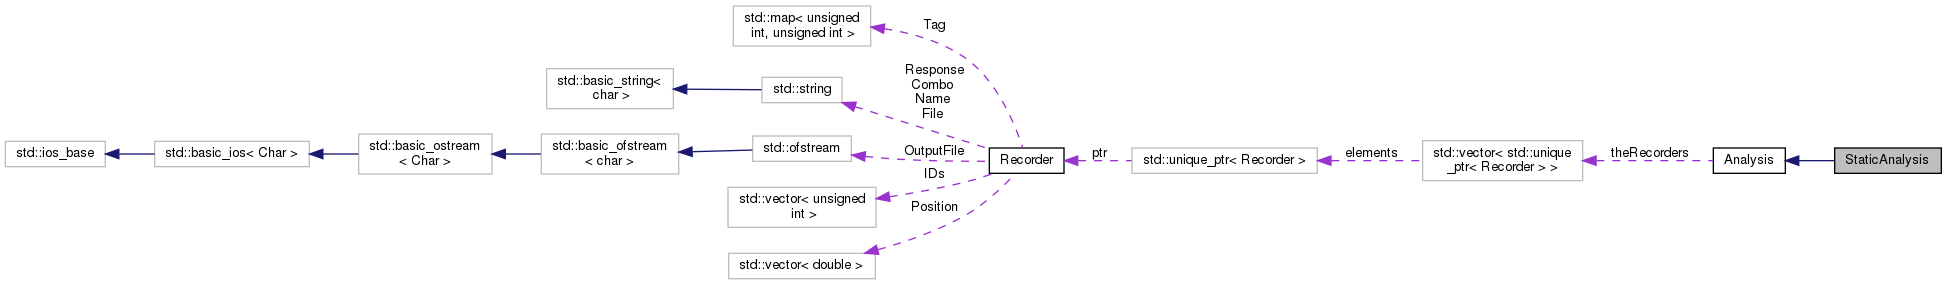 std::map< unsigned
int, unsigned int >
Tag
std::basic_string<
char >
std::string
Response
Combo
Name
File
std::ios_base
std::basic_ios< Char >
std::basic_ostream
< Char >
std::basic_ofstream
< char >
std::ofstream
OutputFile
IDs
Position
std::vector< unsigned
int >
std::vector< double >
Recorder
ptr
std::unique_ptr< Recorder >
elements
std::vector< std::unique
_ptr< Recorder > >
theRecorders
Analysis
StaticAnalysis